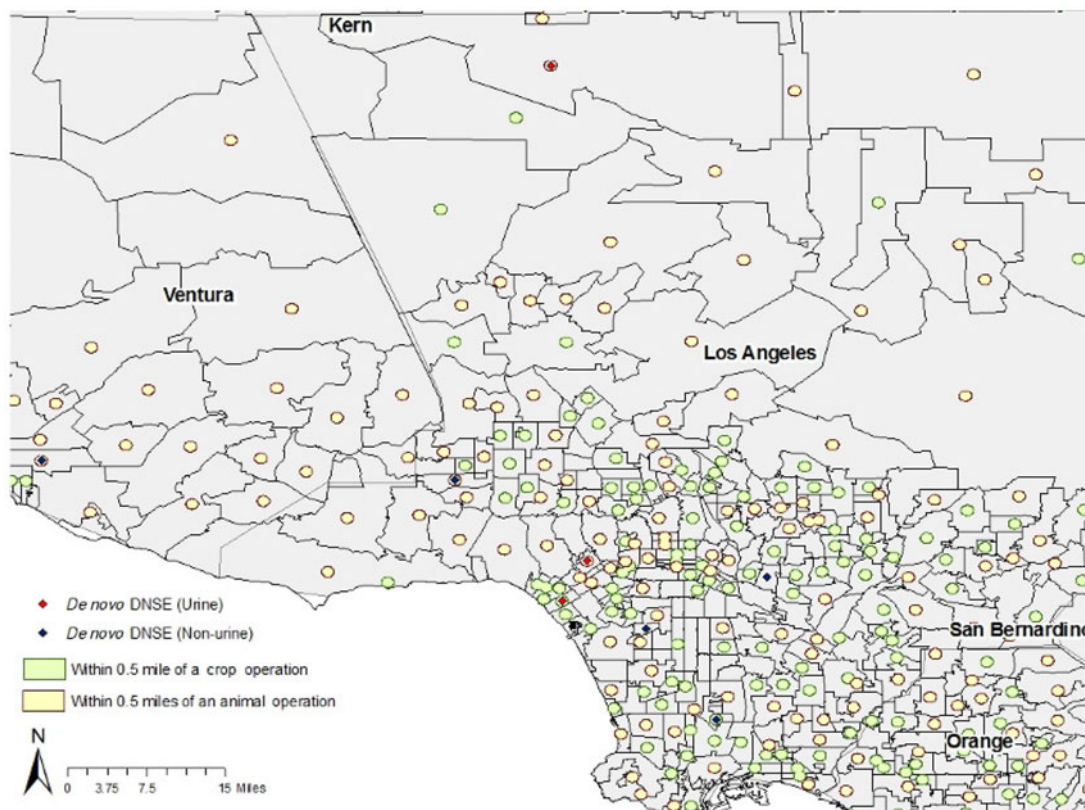 Kern
Ventura
Los Angeles
De novo DNSE (Urine)
De novo DNSE (Non-urine)
San Bernardino
Within 0.5 mile of a crop operation
Within 0.5 miles of an animal operation
N
Orange
0 3.75 7.5 15 Miles